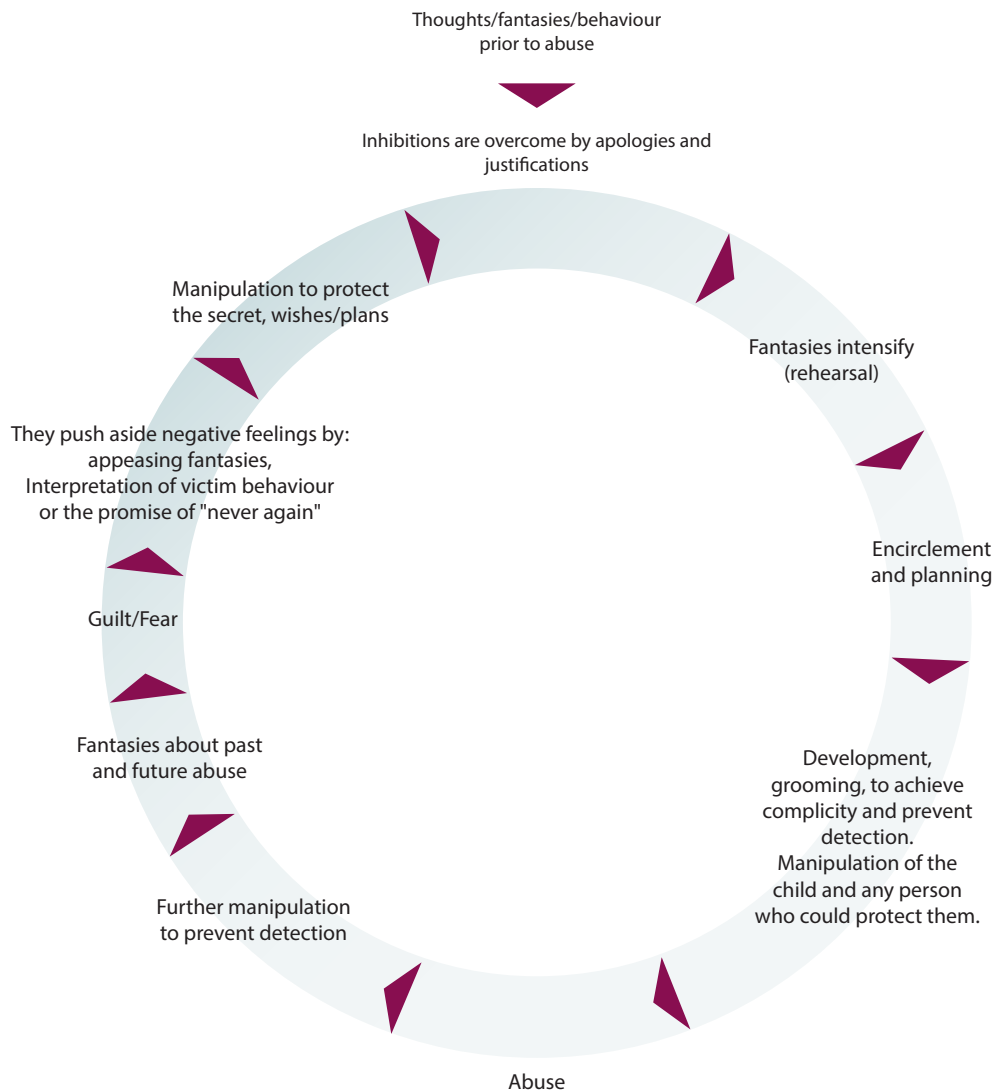 Thoughts/fantasies/behaviour
prior to abuse
Inhibitions are overcome by apologies and
justifications
Fantasies intensify
(rehearsal)
Encirclement
and planning
Development,
grooming, to achieve
complicity and prevent
detection.
Manipulation of the
child and any person
who could protect them.
Abuse
Further manipulation
to prevent detection
Fantasies about past
and future abuse
Guilt/Fear
They push aside negative feelings by:
appeasing fantasies,
Interpretation of victim behaviour
or the promise of "never again"
Manipulation to protect
the secret, wishes/plans